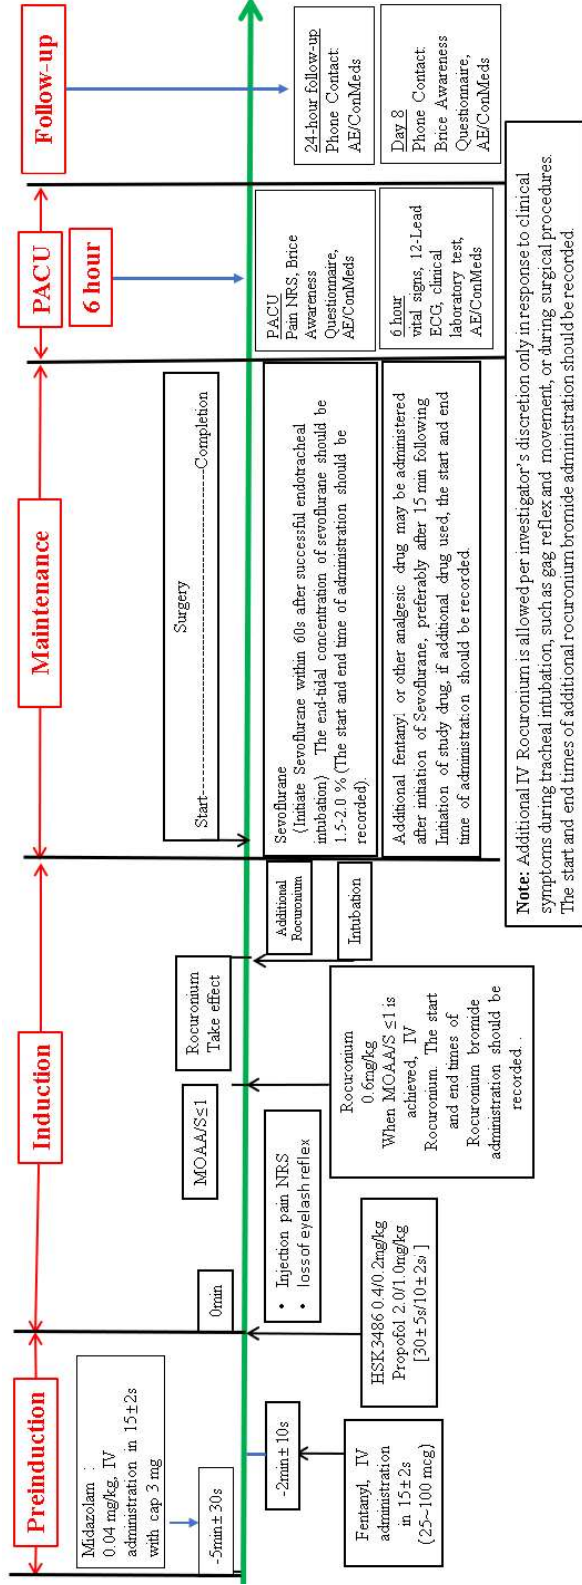 Preinduction
Induction
Maintenance
PACU
6 hour
Follow-up
Midazolam :
0.04 mg/kg, IV
administration in 15±2s
with cap 3 mg
-5min± 30s
-2min± 10s
Fentanyl, IV
administration
in 15±2s
(25~100 mcg)
0min
HSK3486 0.4/0.2mg/kg
Propofol 2.0/1.0mg/kg
[30±5s/10±2s/ ]
• Injection pain NRS
• loss of eyelash reflex
MOAA/S≤1
Rocuronium
0.6mg/kg
When MOAA/S ≤1 is
achieved, IV
Rocuronium The start
and end times of
Rocuronium bromide
administration should be
recorded. .
Rocuronium
Take effect
Additional
Rocuronium
Intubation
Surgery
Start------------------------------Completion
Sevoflurane
(Initiate Sevoflurane within 60s after successful endotracheal
intubation) The end-tidal concentration of sevoflurane should be
1.5-2.0 % (The start and end time of administration should be
recorded).
Additional fentanyl or other analgesic drug may be administered
after initiation of Sevoflurane, preferably after 15 min following
Initiation of study drug, if additional drug used, the start and end
time of administration should be recorded.
PACU
Pain NRS, Brice
Awareness
Questionnaire,
AE/ConMeds
6 hour
vital signs, 12-Lead
ECG, clinical
laboratory test,
AE/ConMeds
24-hour follow-up
Phone Contact:
AE/ConMeds
Day 8
Phone Contact:
Brice Awareness
Questionnaire,
AE/ConMeds
Note: Additional IV Rocuronium is allowed per investigator's discretion only in response to clinical
symptoms during tracheal intubation, such as gag reflex and movement, or during surgical procedures.
The start and end times of additional rocuronium bromide administration should be recorded.